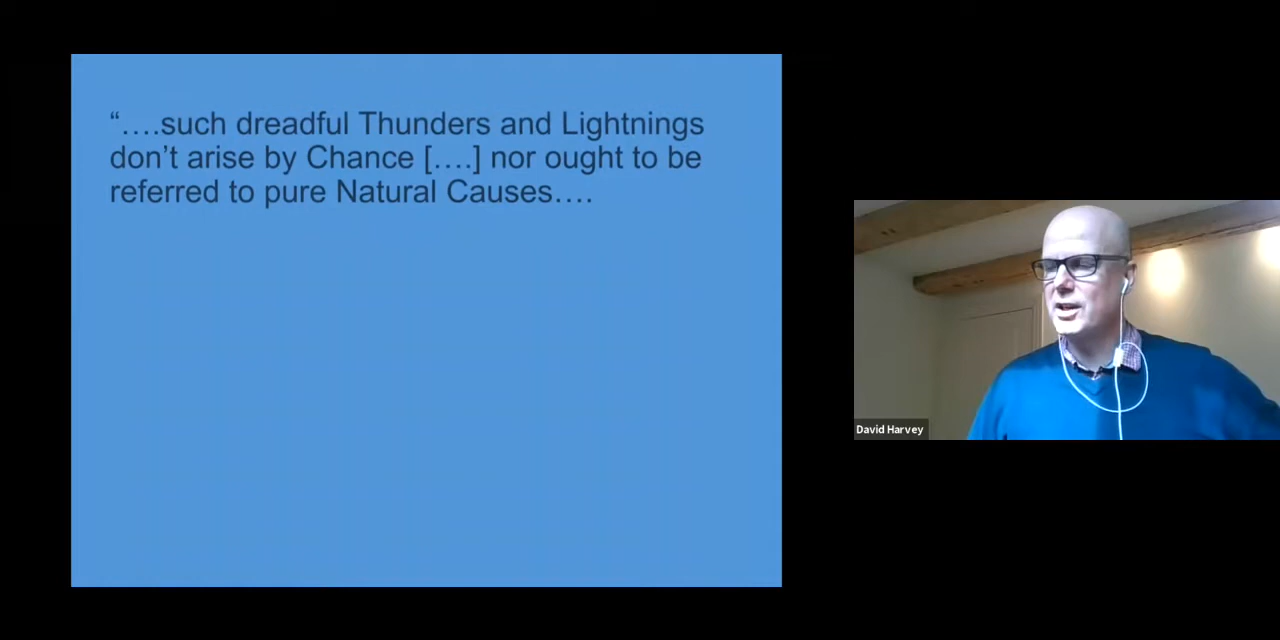 “….such dreadful Thunders and Lightnings
don’t arise by Chance [….] nor ought to be
referred to pure Natural Causes….
David Harvey